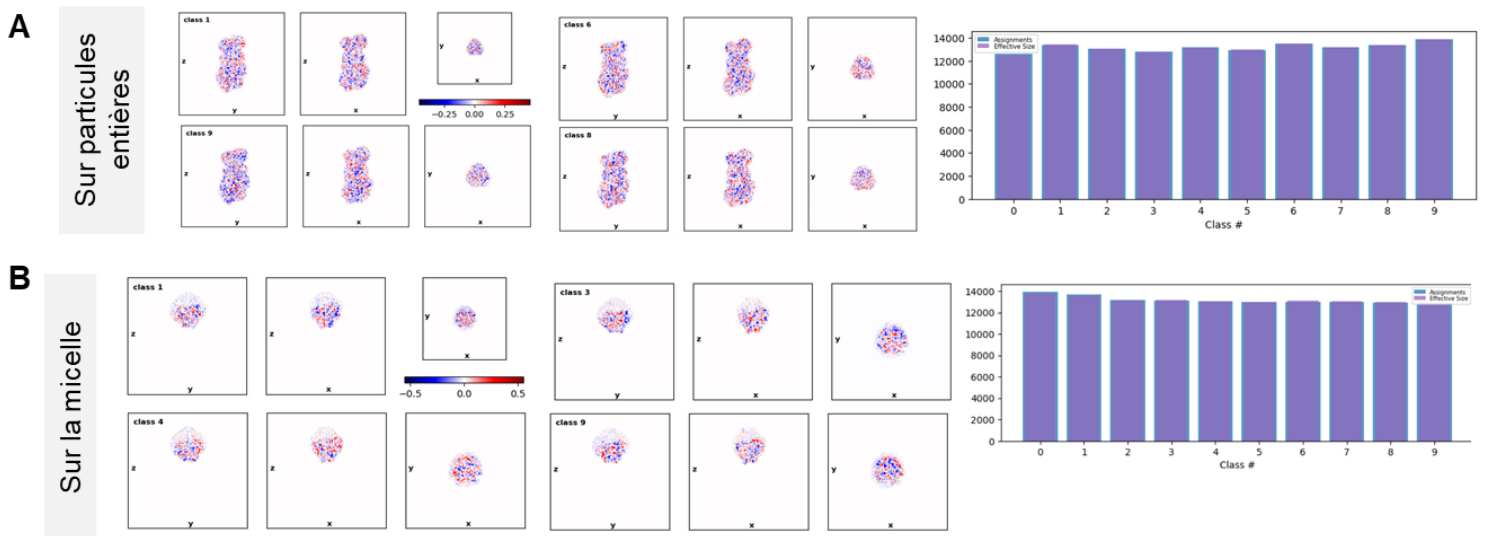 A
Sur particules
entières
class 1
z
y
x
y
x
−0.25 0.00 0.25
class 9
z
y
z
x
y
x
class 6
z
y
z
x
y
x
class 8
z
y
z
x
y
x
Assignments
Effective Size
14000
12000
10000
8000
6000
4000
2000
0
0 1 2 3 4 5 6 7 8 9
Class #
B
Sur la micelle
class 1
z
y
z
x
y
x
−0.5 0.0 0.5
class 4
z
y
z
x
y
x
class 3
z
y
z
x
y
x
class 9
z
y
z
x
y
x
Assignments
Effective Size
14000
12000
10000
8000
6000
4000
2000
0
0 1 2 3 4 5 6 7 8 9
Class #